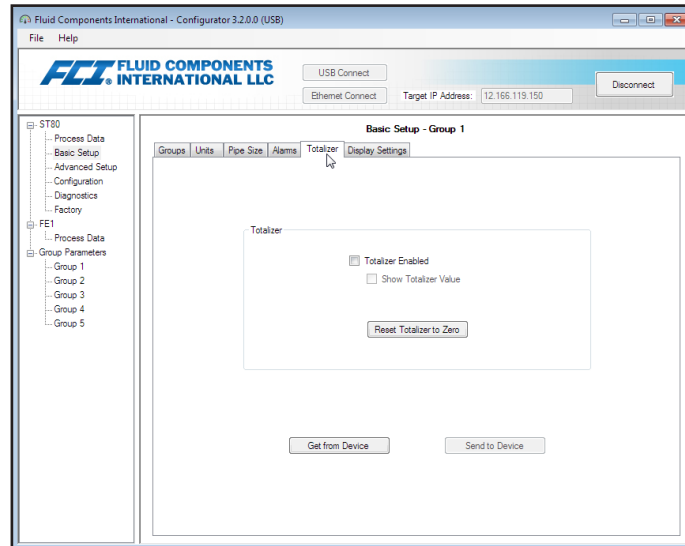 Fluid Components International - Configurator 3.2.0.0 (USB)
File Help
FCI® FLUID COMPONENTS
INTERNATIONAL LLC
USB Connect
Ethernet Connect Target IP Address: 12.166.119.150
Disconnect
ST80
Process Data
Basic Setup
Advanced Setup
Configuration
Diagnostics
Factory
FE1
Process Data
Group Parameters
Group 1
Group 2
Group 3
Group 4
Group 5
Basic Setup - Group 1
Groups Units Pipe Size Alarms Totalizer Display Settings
Totalizer
Totalizer Enabled
Show Totalizer Value
Reset Totalizer to Zero
Get from Device Send to Device